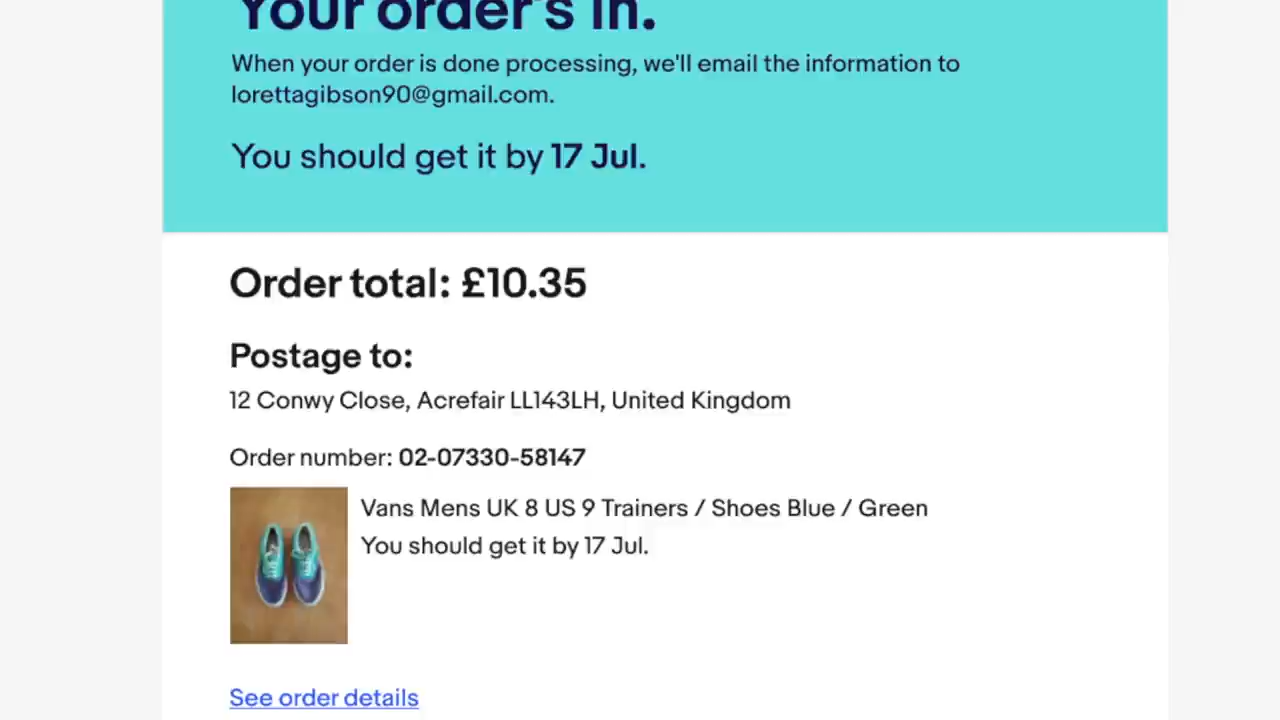 Your order's in.
When your order is done processing, we'll email the information to
lorettagibson90@gmail.com.
You should get it by 17 Jul.
Order total: £10.35
Postage to:
12 Conwy Close, Acrefair LL143LH, United Kingdom
Order number: 02-07330-58147
Vans Mens UK 8 US 9 Trainers / Shoes Blue / Green
You should get it by 17 Jul.
See order details